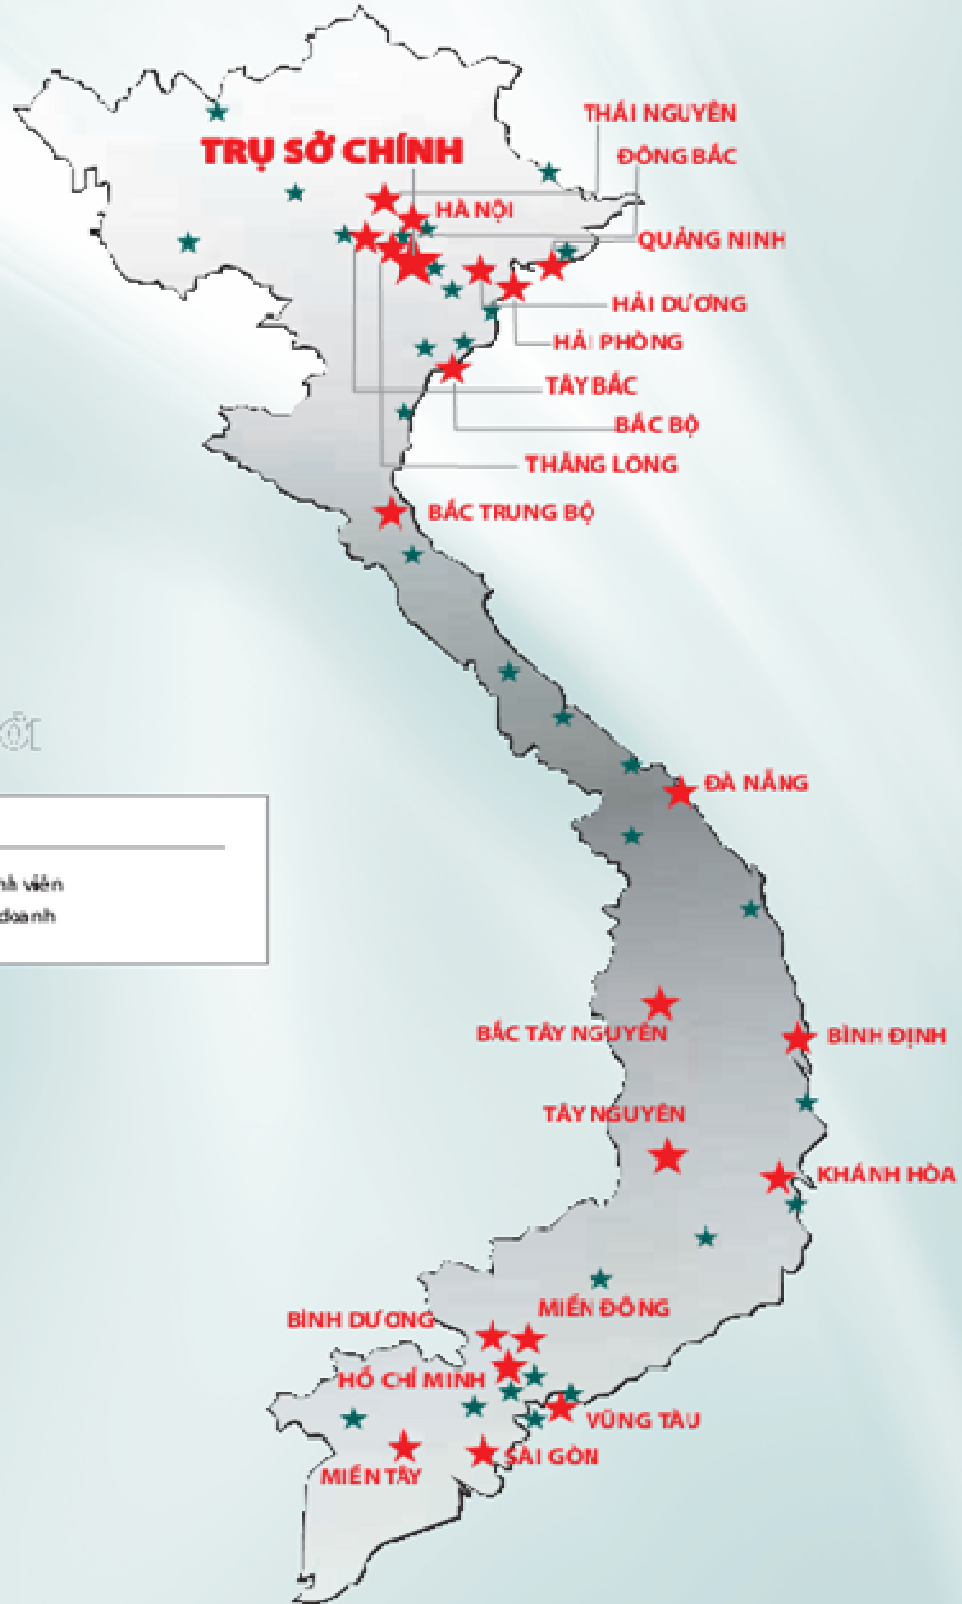 THÁI NGUYÊN
TRỤ SỞ CHÍNH
ĐÔNG BẮC
HÀ NỘI
QUẢNG NINH
HẢI DƯƠNG
HẢI PHÒNG
TÂY BẮC
BẮC BỘ
THĂNG LONG
BẮC TRUNG BỘ
ĐÀ NẴNG
viên
doanh
BẮC TÂY NGUYÊN
BÌNH ĐỊNH
TÂY NGUYÊN
KHÁNH HÒA
MIỀN ĐÔNG
BÌNH DƯƠNG
HỒ CHÍ MINH
VŨNG TÀU
SÀI GÒN
MIỀN TÂY